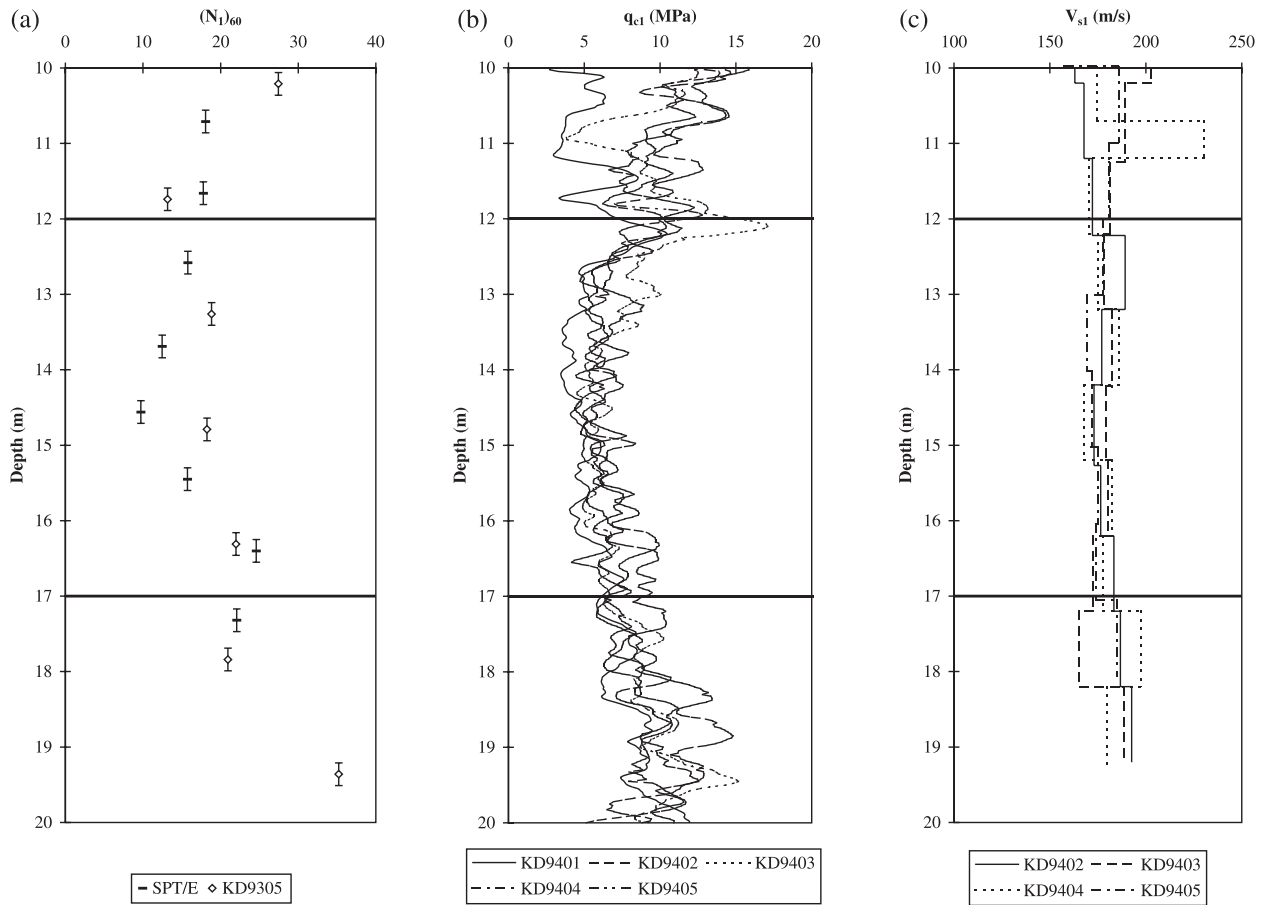 (a)
(N₁)₆₀
0 10 20 30 40
10
11
12
13
14
15
16
17
18
19
20
Depth (m)
SPT/E KD9305
(b)
q_c1 (MPa)
0 5 10 15 20
10
11
12
13
14
15
16
17
18
19
20
Depth (m)
KD9401 KD9402 KD9403
KD9404 KD9405
(c)
V_s1 (m/s)
100 150 200 250
10
11
12
13
14
15
16
17
18
19
20
Depth (m)
KD9402 KD9403
KD9404 KD9405